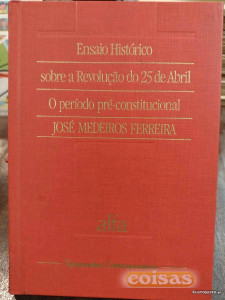 Ensaio Histórico
sobre a Revolução do 25 de Abril
O período pré-constitucional
JOSÉ MEDEIROS FERREIRA
coisas